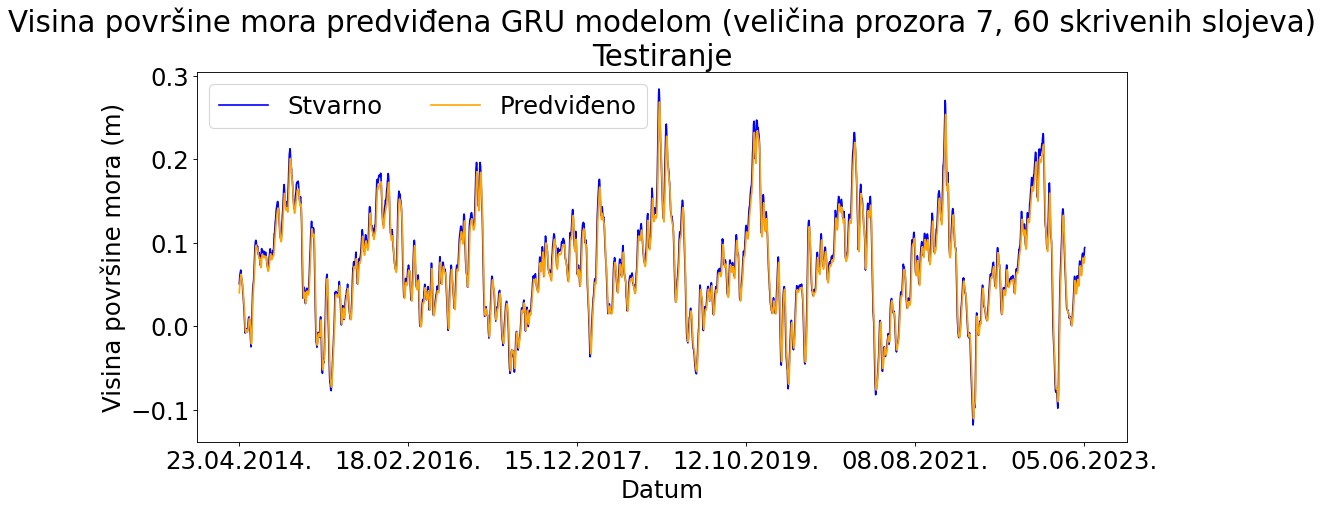 Visina površine mora predviđena GRU modelom (veličina prozora 7, 60 skrivenih slojeva)
Testiranje
Stvarno Predviđeno
Visina površine mora (m)
0.3
0.2
0.1
0.0
−0.1
23.04.2014. 18.02.2016. 15.12.2017. 12.10.2019. 08.08.2021. 05.06.2023.
Datum